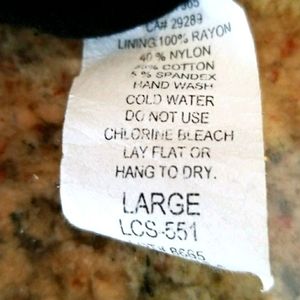 CA# 29289
LINING:100% RAYON
40 % NYLON
COTTON
5 % SPANDEX
HAND WASH
COLD WATER
DO NOT USE
CHLORINE BLEACH
LAY FLAT OR
HANG TO DRY.
LARGE
LCS-551